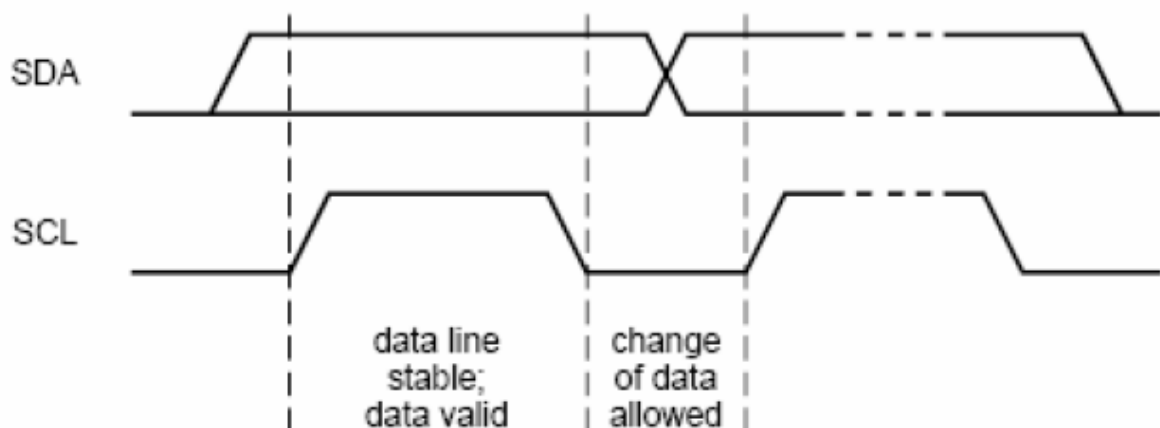 SDA
SCL
data line
stable;
data valid
change
of data
allowed